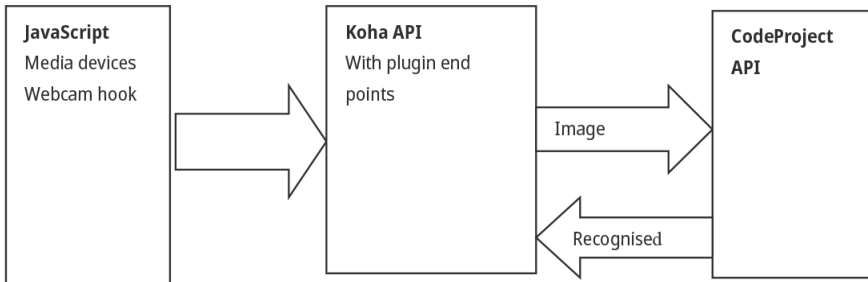 JavaScript
Media devices
Webcam hook
Koha API
With plugin end
points
Image
Recognised
CodeProject
API